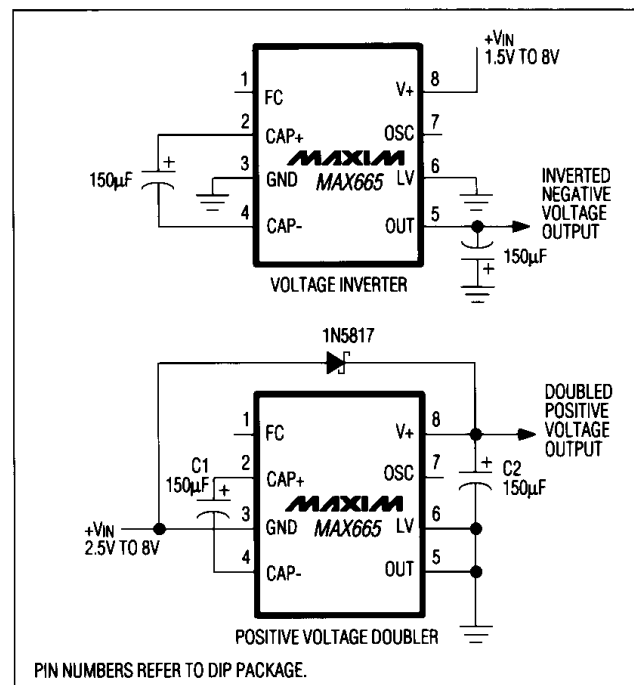 +VIN
1.5V TO 8V
1 FC V+ 8
2 CAP+ OSC 7
MAXIM
3 GND MAX665 LV 6
150µF
4 CAP- OUT 5
INVERTED
NEGATIVE
VOLTAGE
OUTPUT
+
+
150µF
VOLTAGE INVERTER
1N5817
1 FC V+ 8
DOUBLED
POSITIVE
VOLTAGE
OUTPUT
C1
150µF
+
2 CAP+ OSC 7
+
C2
150µF
MAXIM
3 GND MAX665 LV 6
+VIN
2.5V TO 8V
4 CAP- OUT 5
POSITIVE VOLTAGE DOUBLER
PIN NUMBERS REFER TO DIP PACKAGE.